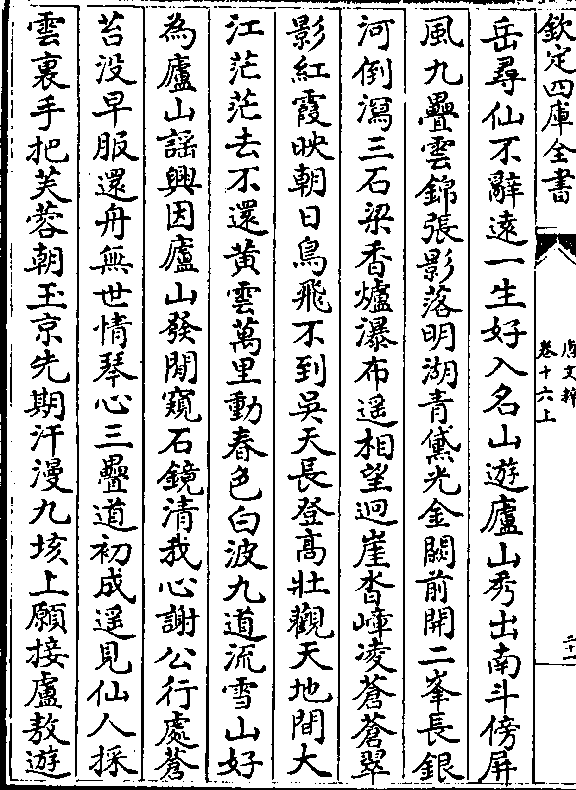 欽定四庫全書
唐文粹
卷十六上
二十一
岳尋仙不辭逺一生好入名山遊廬山秀出南斗傍屏
風九疊雲錦張影落明湖青黛光金闕前開二峯長銀
河倒瀉三石梁香爐瀑布遥相望迴崖沓嶂凌蒼蒼翠
影紅霞映朝日鳥飛不到吳天長登髙壯觀天地間大
江茫茫去不還黄雲萬里動春色白波九道流雪山好
為廬山謡興因廬山發閒窺石鏡清我心謝公行處蒼
苔没早服還丹無世情琴心三疊道初成遥見仙人採
雲裏手把芙蓉朝玉京先期汗漫九垓上願接盧敖遊